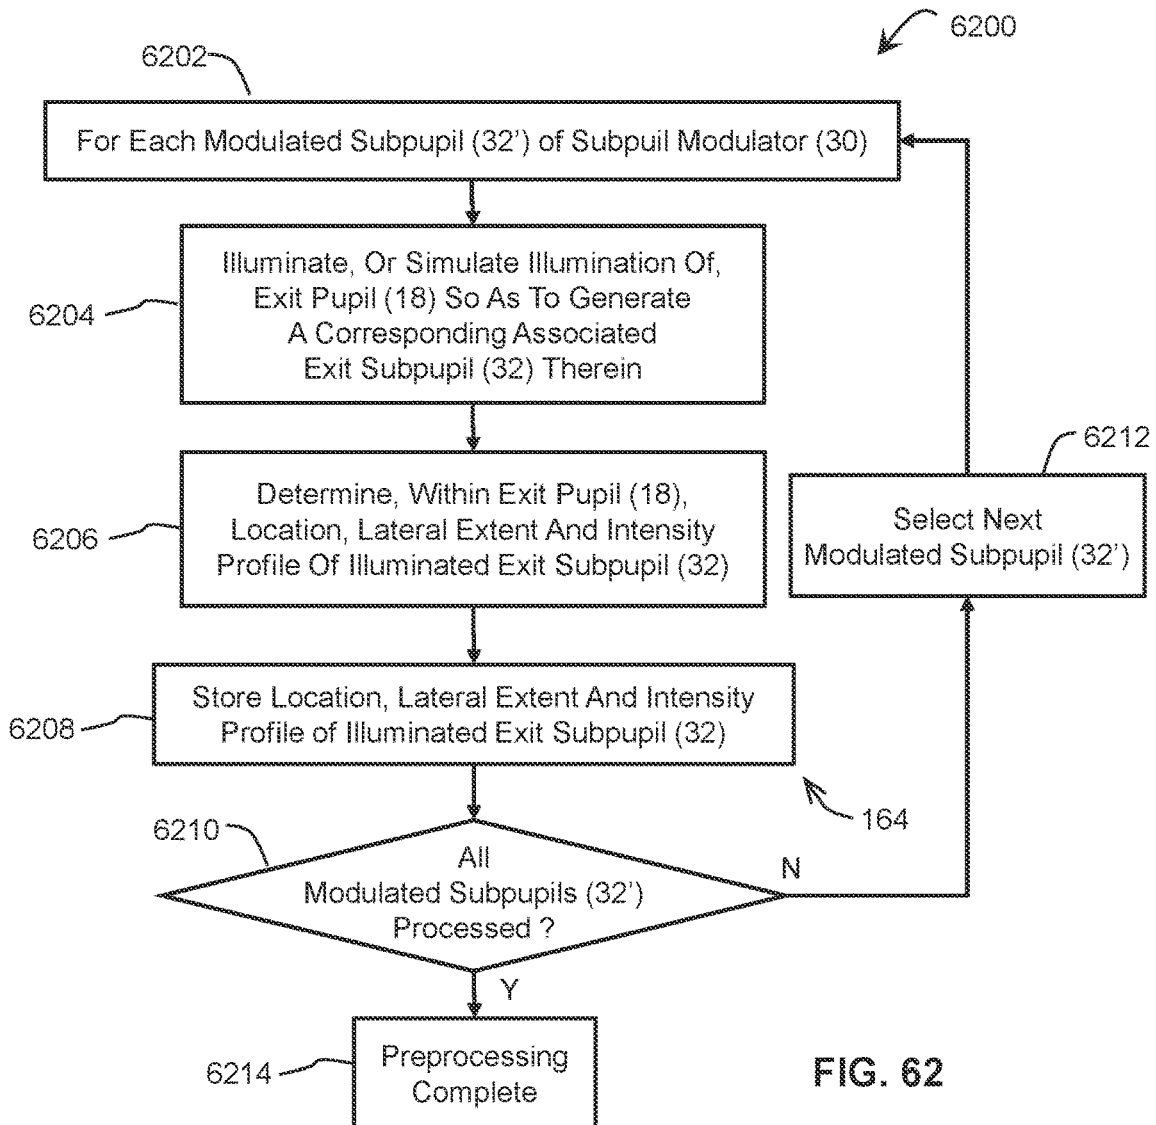 6200
6202
For Each Modulated Subpupil (32') of Subpuil Modulator (30)
6204
Illuminate, Or Simulate Illumination Of,
Exit Pupil (18) So As To Generate
A Corresponding Associated
Exit Subpupil (32) Therein
6206
Determine, Within Exit Pupil (18),
Location, Lateral Extent And Intensity
Profile Of Illuminated Exit Subpupil (32)
6212
Select Next
Modulated Subpupil (32')
6208
Store Location, Lateral Extent And Intensity
Profile of Illuminated Exit Subpupil (32)
164
6210
All
Modulated Subpupils (32')
Processed ?
N
Y
6214
Preprocessing
Complete
FIG. 62